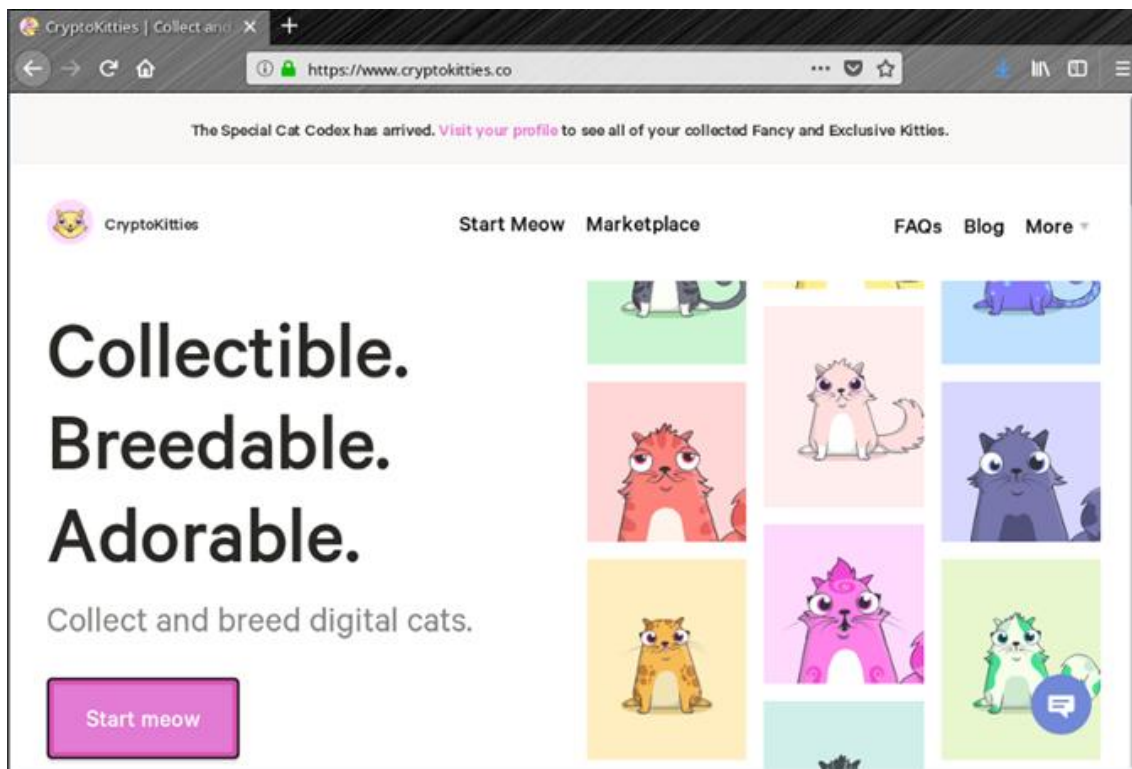 CryptoKitties | Collect and
https://www.cryptokitties.co
The Special Cat Codex has arrived. Visit your profile to see all of your collected Fancy and Exclusive Kitties.
CryptoKitties
Start Meow Marketplace
FAQs Blog More
Collectible.
Breedable.
Adorable.
Collect and breed digital cats.
Start meow